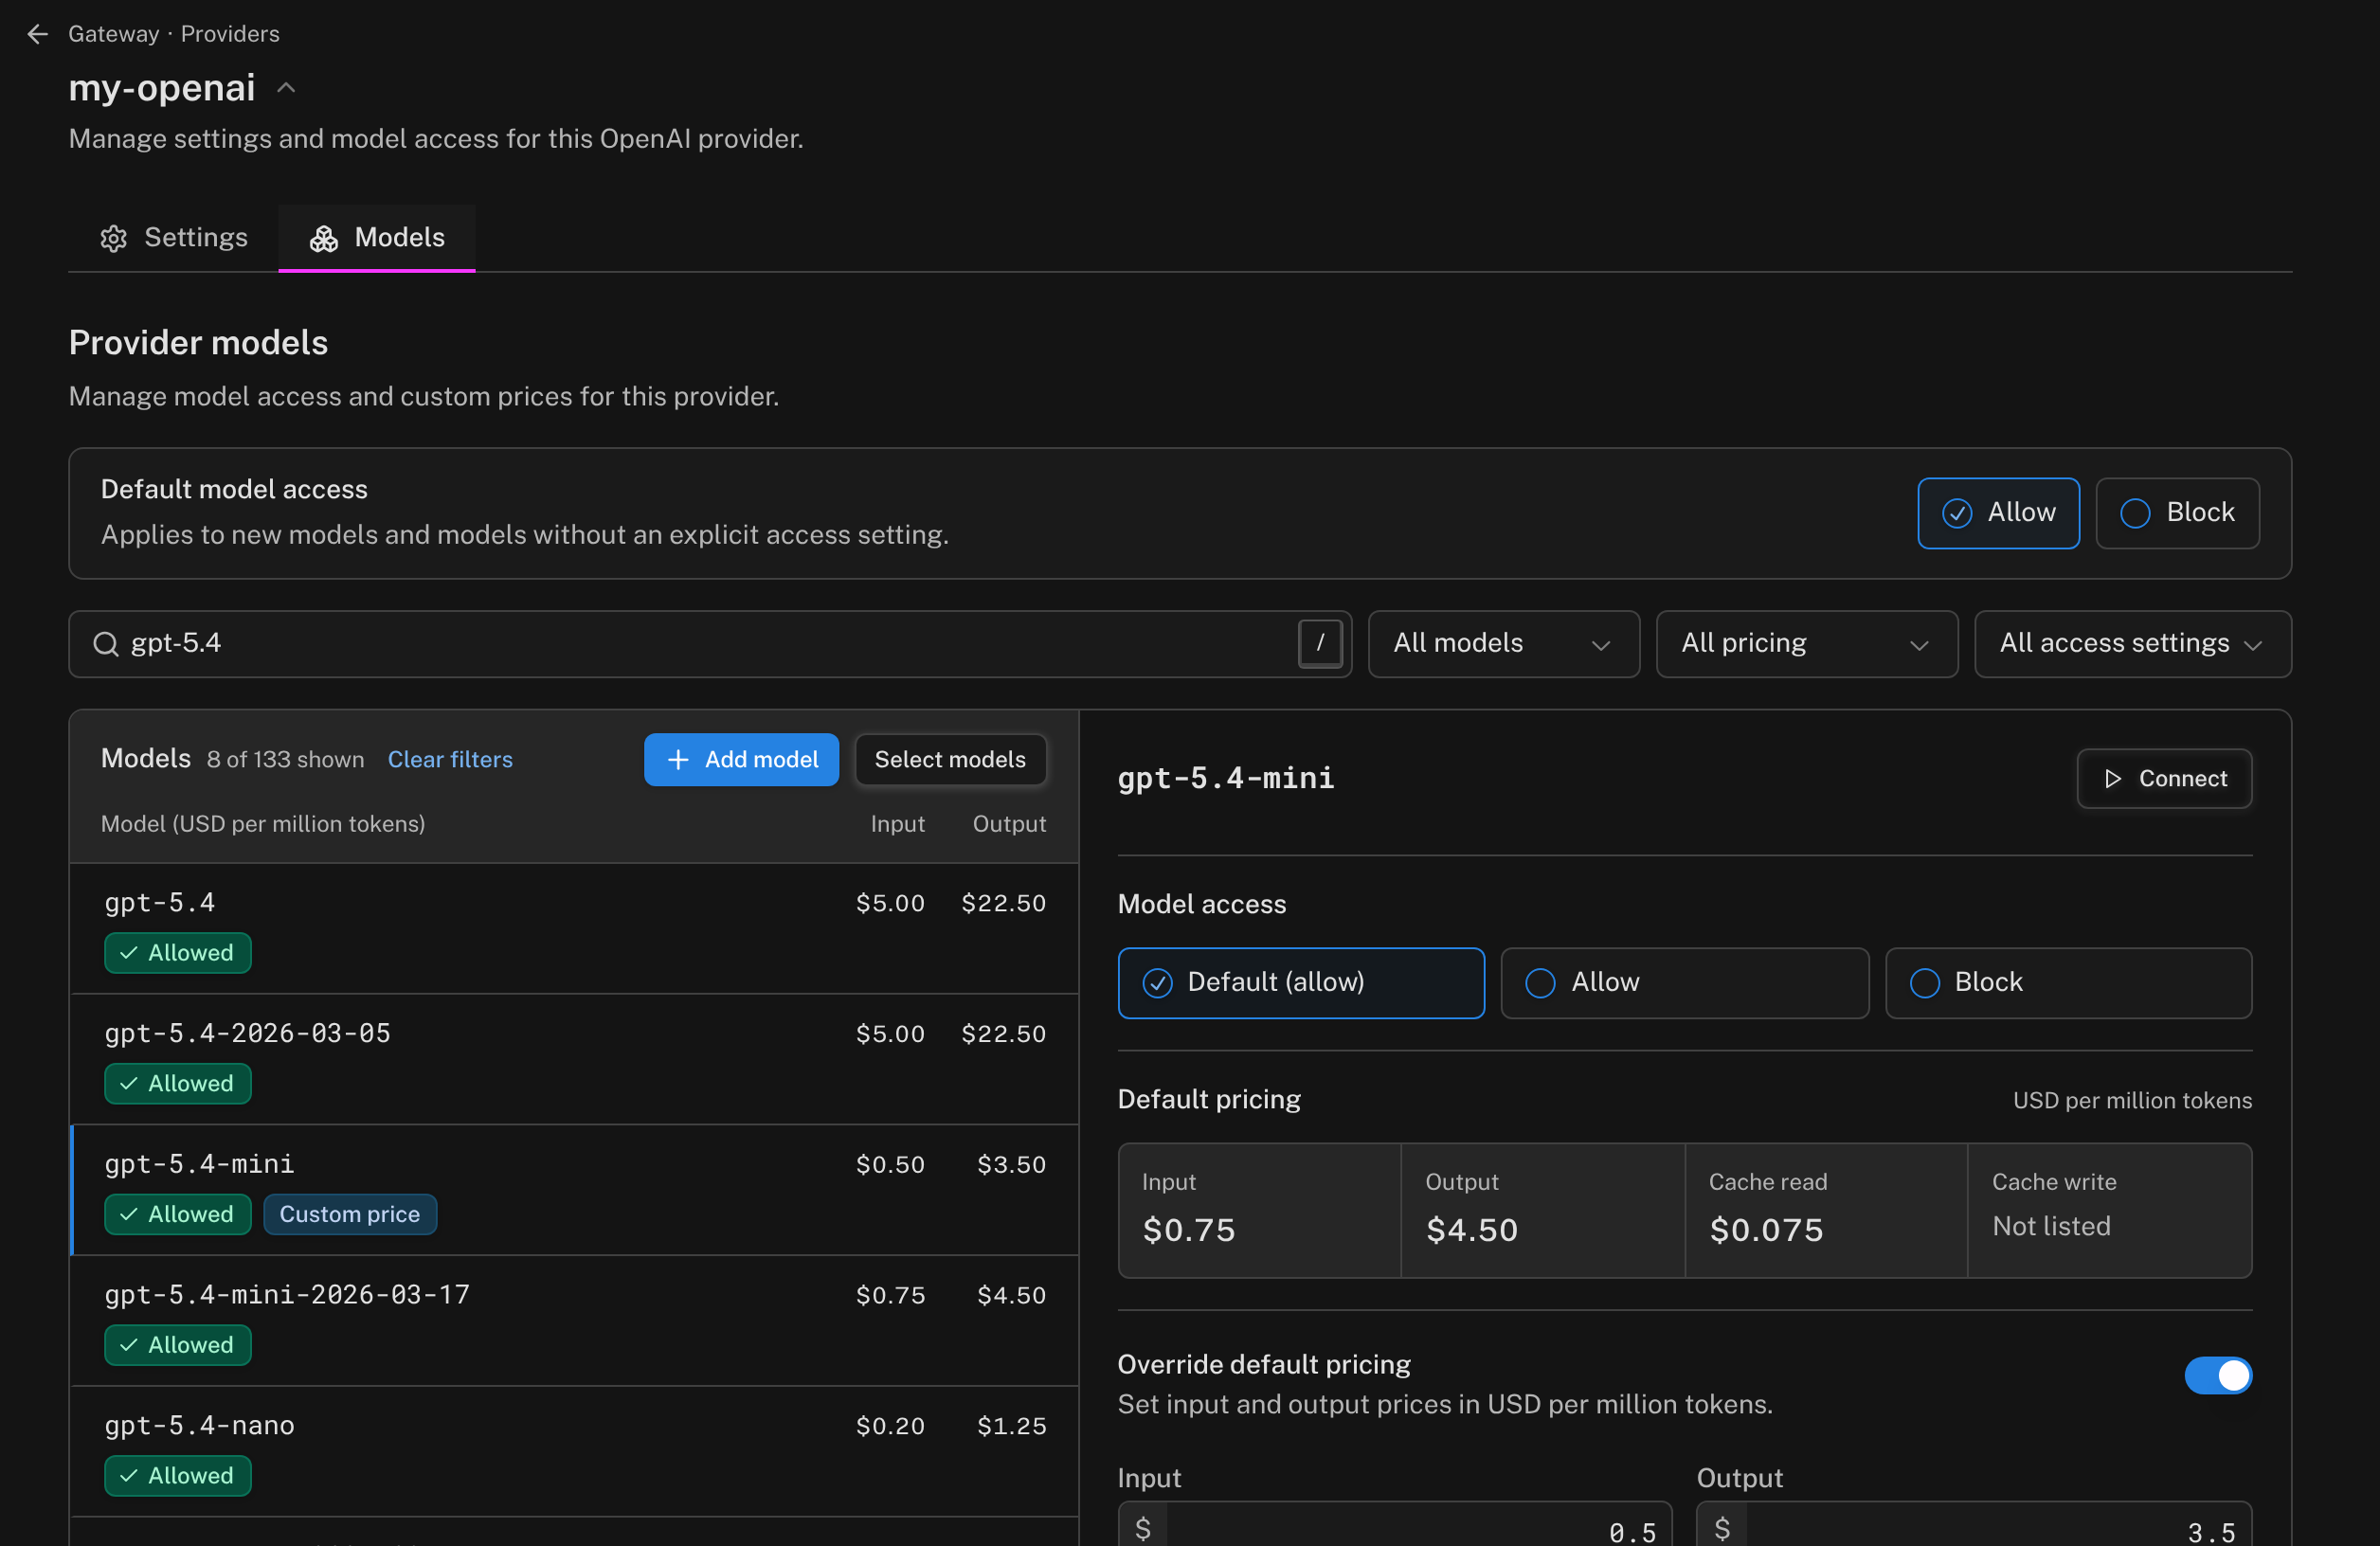 Gateway · Providers
my-openai
Manage settings and model access for this OpenAI provider.
Settings
Models
Provider models
Manage model access and custom prices for this provider.
Default model access
Applies to new models and models without an explicit access setting.
Allow
Block
gpt-5.4
/
All models
All pricing
All access settings
Models 8 of 133 shown Clear filters
Add model
Select models
Model (USD per million tokens) Input Output
gpt-5.4 $5.00 $22.50
Allowed
gpt-5.4-2026-03-05 $5.00 $22.50
Allowed
gpt-5.4-mini $0.50 $3.50
Allowed Custom price
gpt-5.4-mini-2026-03-17 $0.75 $4.50
Allowed
gpt-5.4-nano $0.20 $1.25
Allowed
gpt-5.4-mini
Connect
Model access
Default (allow)
Allow
Block
Default pricing USD per million tokens
Input Output Cache read Cache write
$0.75 $4.50 $0.075 Not listed
Override default pricing
Set input and output prices in USD per million tokens.
Input Output
$ 0.5 $ 3.5